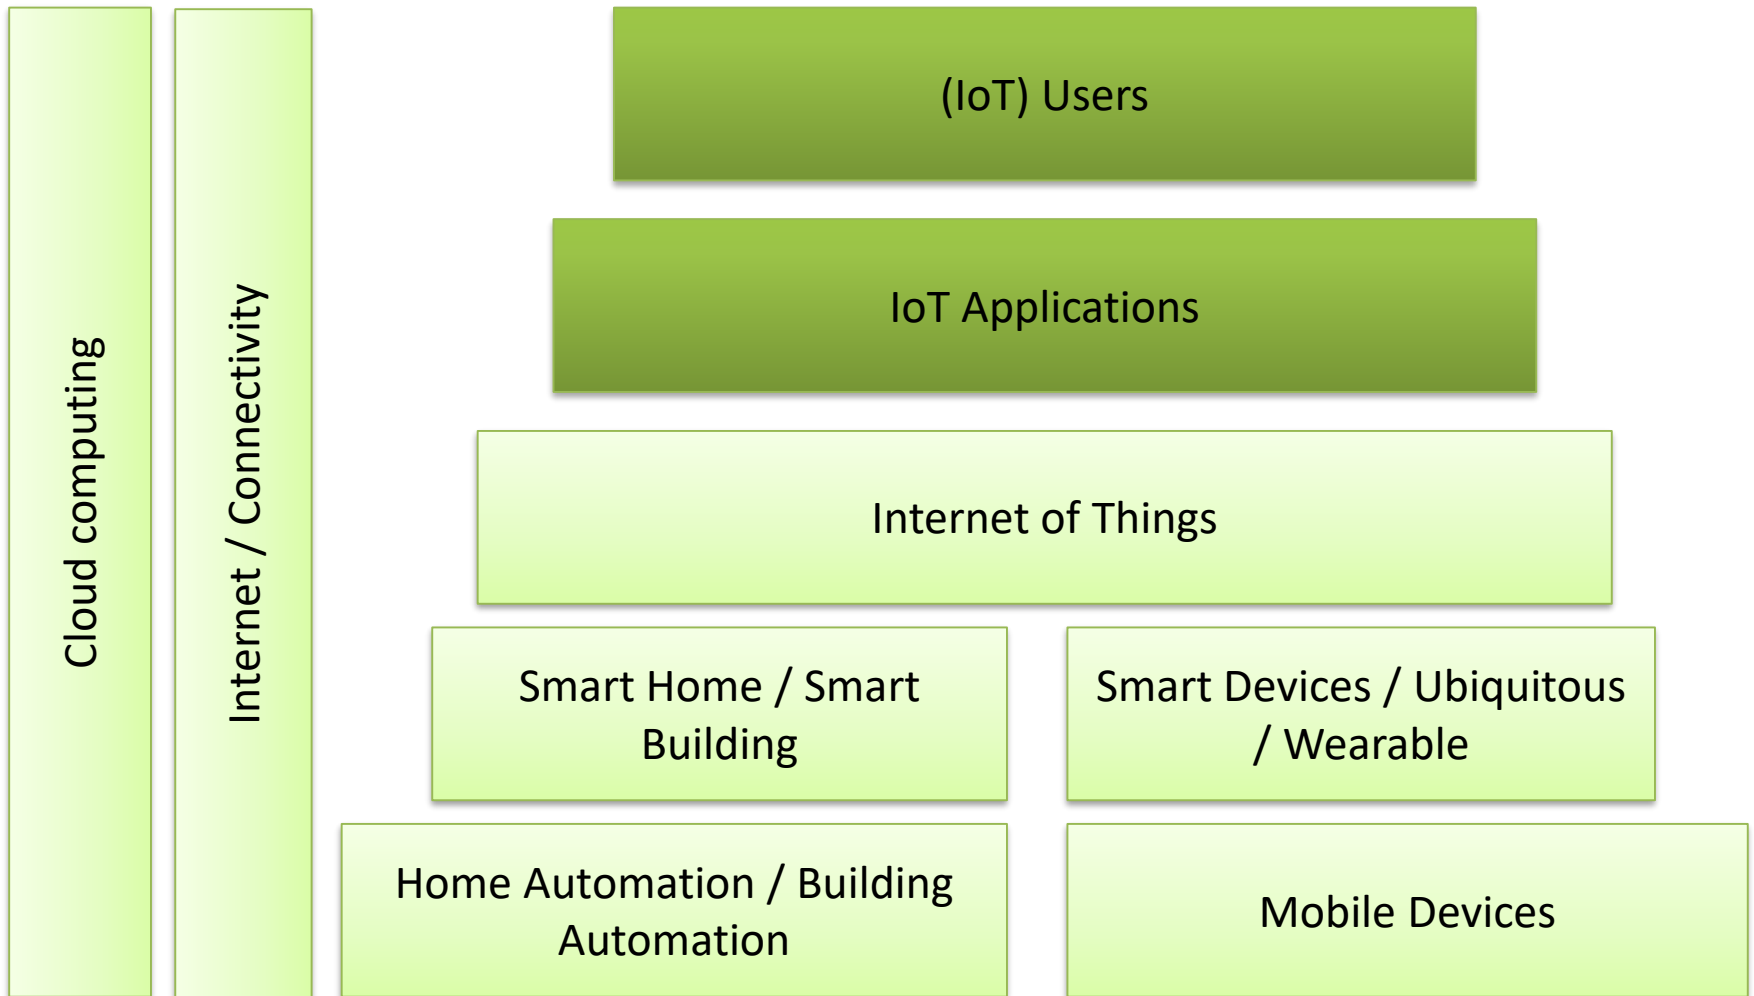 Cloud computing
Internet / Connectivity
(IoT) Users
IoT Applications
Internet of Things
Smart Home / Smart
Building
Smart Devices / Ubiquitous
/ Wearable
Home Automation / Building
Automation
Mobile Devices